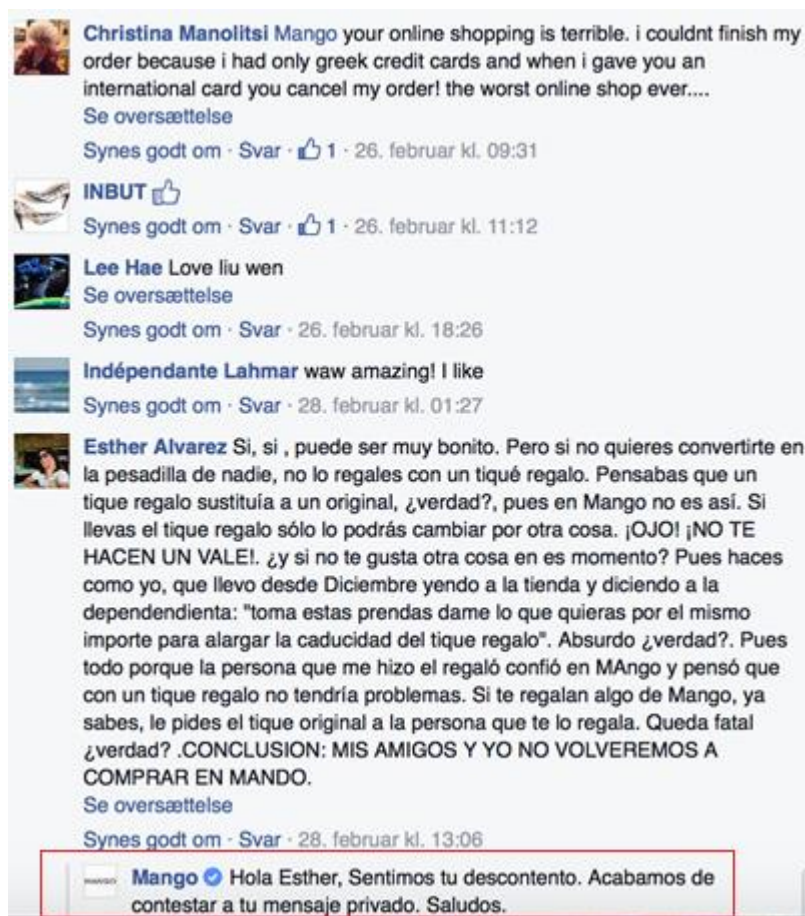 Christina Manolitsi Mango your online shopping is terrible. i couldnt finish my
order because i had only greek credit cards and when i gave you an
international card you cancel my order! the worst online shop ever....
Se oversættelse
Synes godt om · Svar · 1 · 26. februar kl. 09:31
INBUT
Synes godt om · Svar · 1 · 26. februar kl. 11:12
Lee Hae Love liu wen
Se oversættelse
Synes godt om · Svar · 26. februar kl. 18:26
Indépendante Lahmar waw amazing! I like
Synes godt om · Svar · 28. februar kl. 01:27
Esther Alvarez Si, si , puede ser muy bonito. Pero si no quieres convertirte en
la pesadilla de nadie, no lo regales con un tiqué regalo. Pensabas que un
tique regalo sustituía a un original, ¿verdad?, pues en Mango no es así. Si
llevas el tique regalo sólo lo podrás cambiar por otra cosa. ¡OJO! ¡NO TE
HACEN UN VALE!. ¿y si no te gusta otra cosa en es momento? Pues haces
como yo, que llevo desde Diciembre yendo a la tienda y diciendo a la
dependendienta: "toma estas prendas dame lo que quieras por el mismo
importe para alargar la caducidad del tique regalo". Absurdo ¿verdad?. Pues
todo porque la persona que me hizo el regaló confió en MAngo y pensó que
con un tique regalo no tendría problemas. Si te regalan algo de Mango, ya
sabes, le pides el tique original a la persona que te lo regala. Queda fatal
¿verdad? .CONCLUSION: MIS AMIGOS Y YO NO VOLVEREMOS A
COMPRAR EN MANDO.
Se oversættelse
Synes godt om · Svar · 28. februar kl. 13:06
MANGO
Mango Hola Esther, Sentimos tu descontento. Acabamos de
contestar a tu mensaje privado. Saludos.